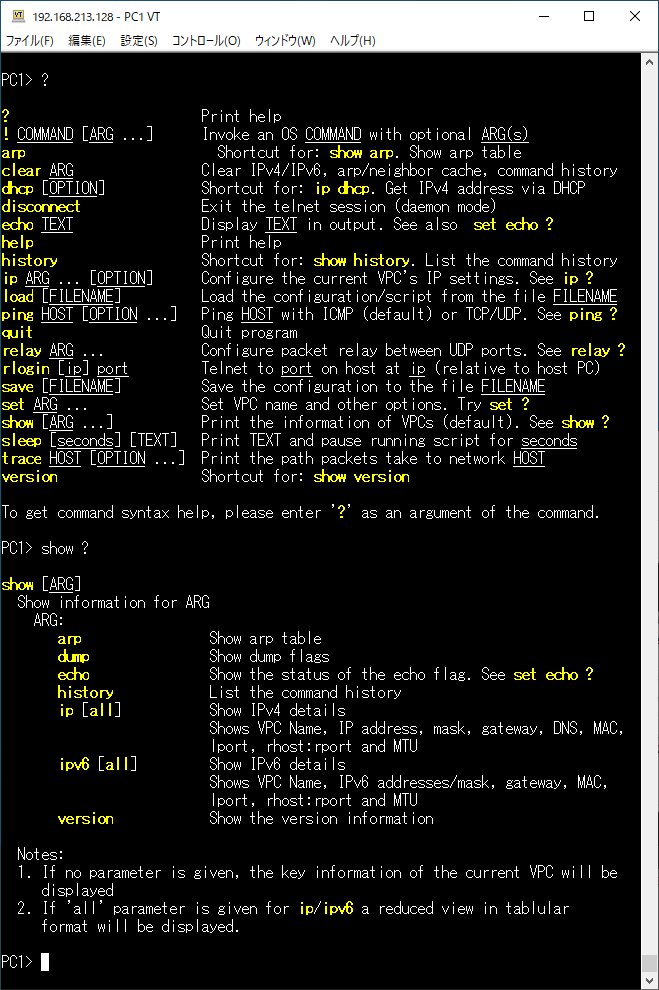 192.168.213.128 - PC1 VT
ファイル(F) 編集(E) 設定(S) コントロール(O) ウィンドウ(W) ヘルプ(H)
PC1> ?
? Print help
! COMMAND [ARG ...] Invoke an OS COMMAND with optional ARG(s)
arp Shortcut for: show arp. Show arp table
clear ARG Clear IPv4/IPv6, arp/neighbor cache, command history
dhcp [OPTION] Shortcut for: ip dhcp. Get IPv4 address via DHCP
disconnect Exit the telnet session (daemon mode)
echo TEXT Display TEXT in output. See also set echo ?
help Print help
history Shortcut for: show history. List the command history
ip ARG ... [OPTION] Configure the current VPC's IP settings. See ip ?
load [FILENAME] Load the configuration/script from the file FILENAME
ping HOST [OPTION ...] Ping HOST with ICMP (default) or TCP/UDP. See ping ?
quit Quit program
relay ARG ... Configure packet relay between UDP ports. See relay ?
rlogin [ip] port Telnet to port on host at ip (relative to host PC)
save [FILENAME] Save the configuration to the file FILENAME
set ARG ... Set VPC name and other options. Try set ?
show [ARG ...] Print the information of VPCs (default). See show ?
sleep [seconds] [TEXT] Print TEXT and pause running script for seconds
trace HOST [OPTION ...] Print the path packets take to network HOST
version Shortcut for: show version
To get command syntax help, please enter '?' as an argument of the command.
PC1> show ?
show [ARG]
Show information for ARG
ARG:
arp Show arp table
dump Show dump flags
echo Show the status of the echo flag. See set echo ?
history List the command history
ip [all] Show IPv4 details
Shows VPC Name, IP address, mask, gateway, DNS, MAC,
lport, rhost:rport and MTU
ipv6 [all] Show IPv6 details
Shows VPC Name, IPv6 addresses/mask, gateway, MAC,
lport, rhost:rport and MTU
version Show the version information
Notes:
1. If no parameter is given, the key information of the current VPC will be
displayed
2. If 'all' parameter is given for ip/ipv6 a reduced view in tablular
format will be displayed.
PC1>